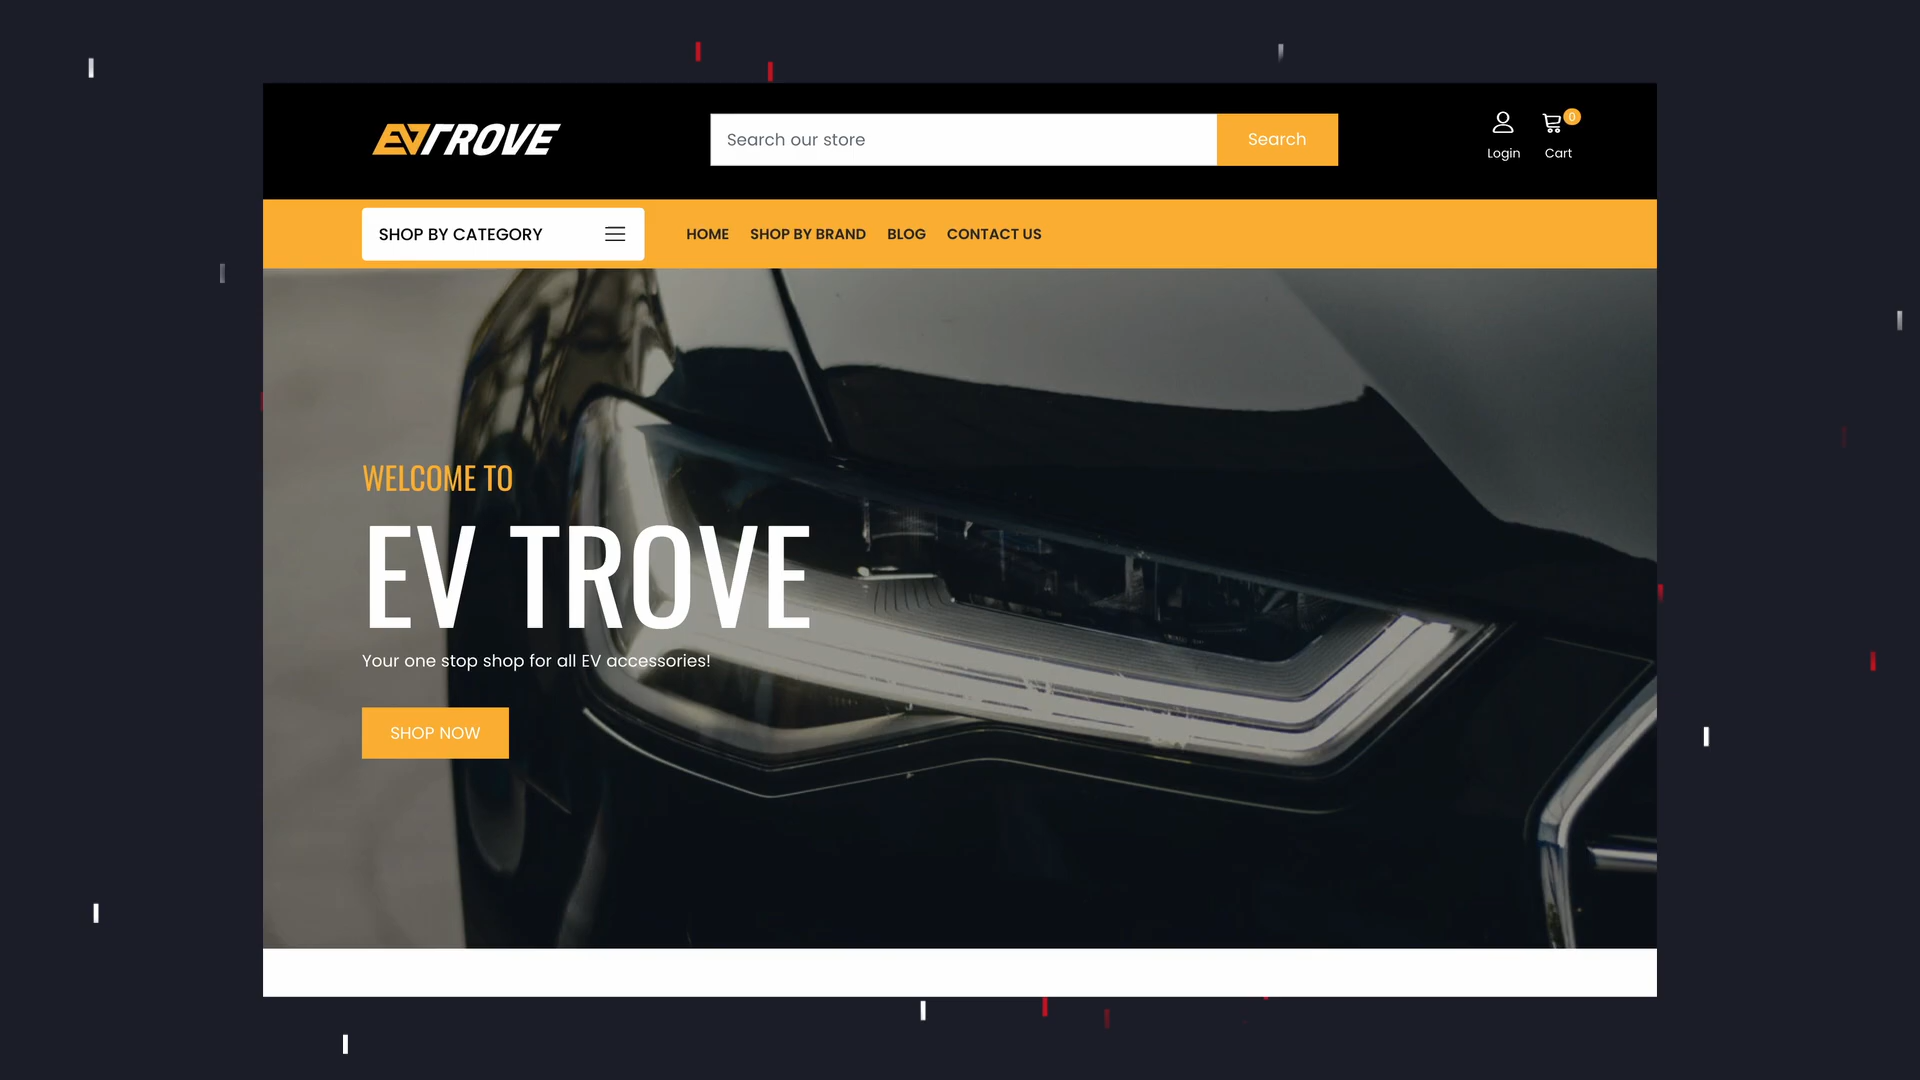 EVTROVE
Search our store
Search
0
Login
Cart
SHOP BY CATEGORY
HOME
SHOP BY BRAND
BLOG
CONTACT US
WELCOME TO
EV TROVE
Your one stop shop for all EV accessories!
SHOP NOW